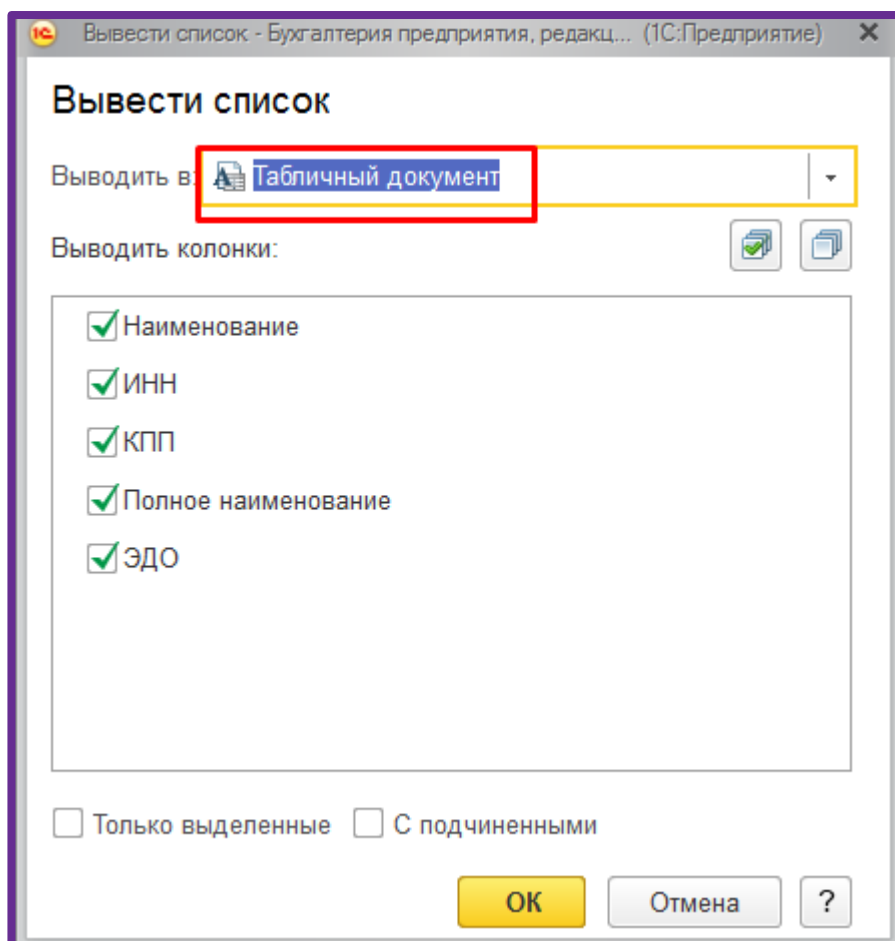 1С Вывести список - Бухгалтерия предприятия, редакц... (1С:Предприятие)
Вывести список
Выводить в: Табличный документ
Выводить колонки:
Наименование
ИНН
КПП
Полное наименование
ЭДО
Только выделенные С подчиненными
ОК Отмена ?